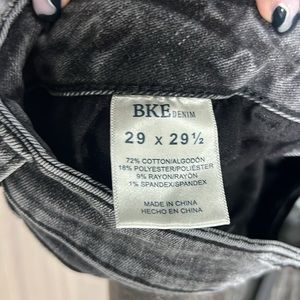 BKE DENIM
29 x 29½
72% COTTON/ALGODÓN
18% POLYESTER/POLIÉSTER
9% RAYON/RAYÓN
1% SPANDEX/SPANDEX
MADE IN CHINA
HECHO EN CHINA